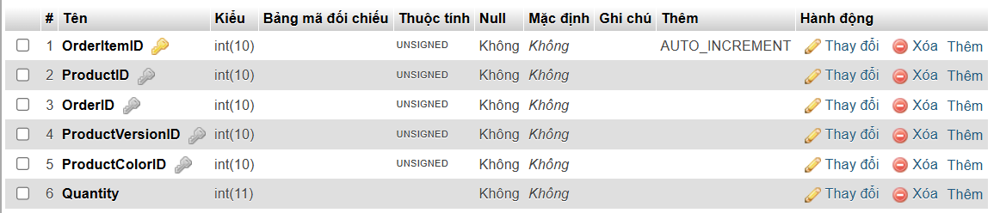 # Tên Kiểu Bảng mã đối chiếu Thuộc tính Null Mặc định Ghi chú Thêm Hành động
1 OrderItemID int(10) UNSIGNED Không Không AUTO_INCREMENT Thay đổi Xóa Thêm
2 ProductID int(10) UNSIGNED Không Không Thay đổi Xóa Thêm
3 OrderID int(10) UNSIGNED Không Không Thay đổi Xóa Thêm
4 ProductVersionID int(10) UNSIGNED Không Không Thay đổi Xóa Thêm
5 ProductColorID int(10) UNSIGNED Không Không Thay đổi Xóa Thêm
6 Quantity int(11) Không Không Thay đổi Xóa Thêm